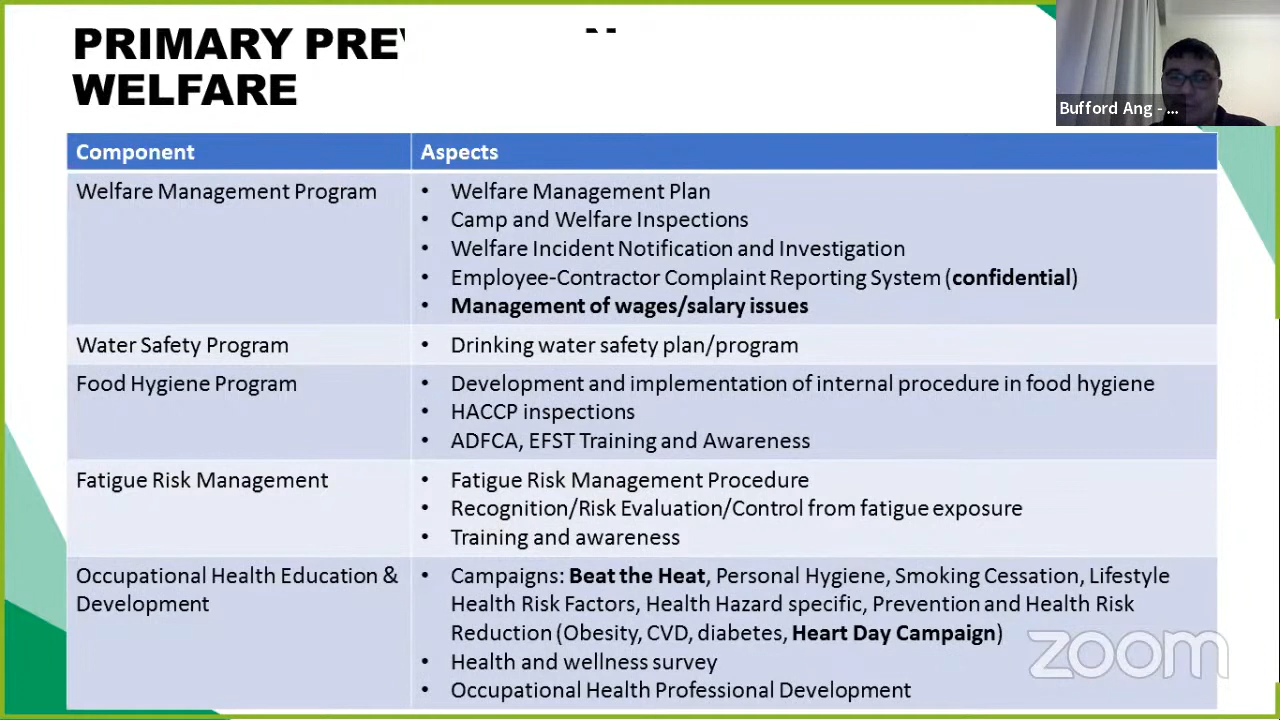 PRIMARY
WELFARE
Bufford Ang - ...
Component Aspects
Welfare Management Program • Welfare Management Plan
• Camp and Welfare Inspections
• Welfare Incident Notification and Investigation
• Employee-Contractor Complaint Reporting System (confidential)
• Management of wages/salary issues
Water Safety Program • Drinking water safety plan/program
Food Hygiene Program • Development and implementation of internal procedure in food hygiene
• HACCP inspections
• ADFCA, EFST Training and Awareness
Fatigue Risk Management • Fatigue Risk Management Procedure
• Recognition/Risk Evaluation/Control from fatigue exposure
• Training and awareness
Occupational Health Education &
Development
• Campaigns: Beat the Heat, Personal Hygiene, Smoking Cessation, Lifestyle
Health Risk Factors, Health Hazard specific, Prevention and Health Risk
Reduction (Obesity, CVD, diabetes, Heart Day Campaign)
• Health and wellness survey
• Occupational Health Professional Development
zoom